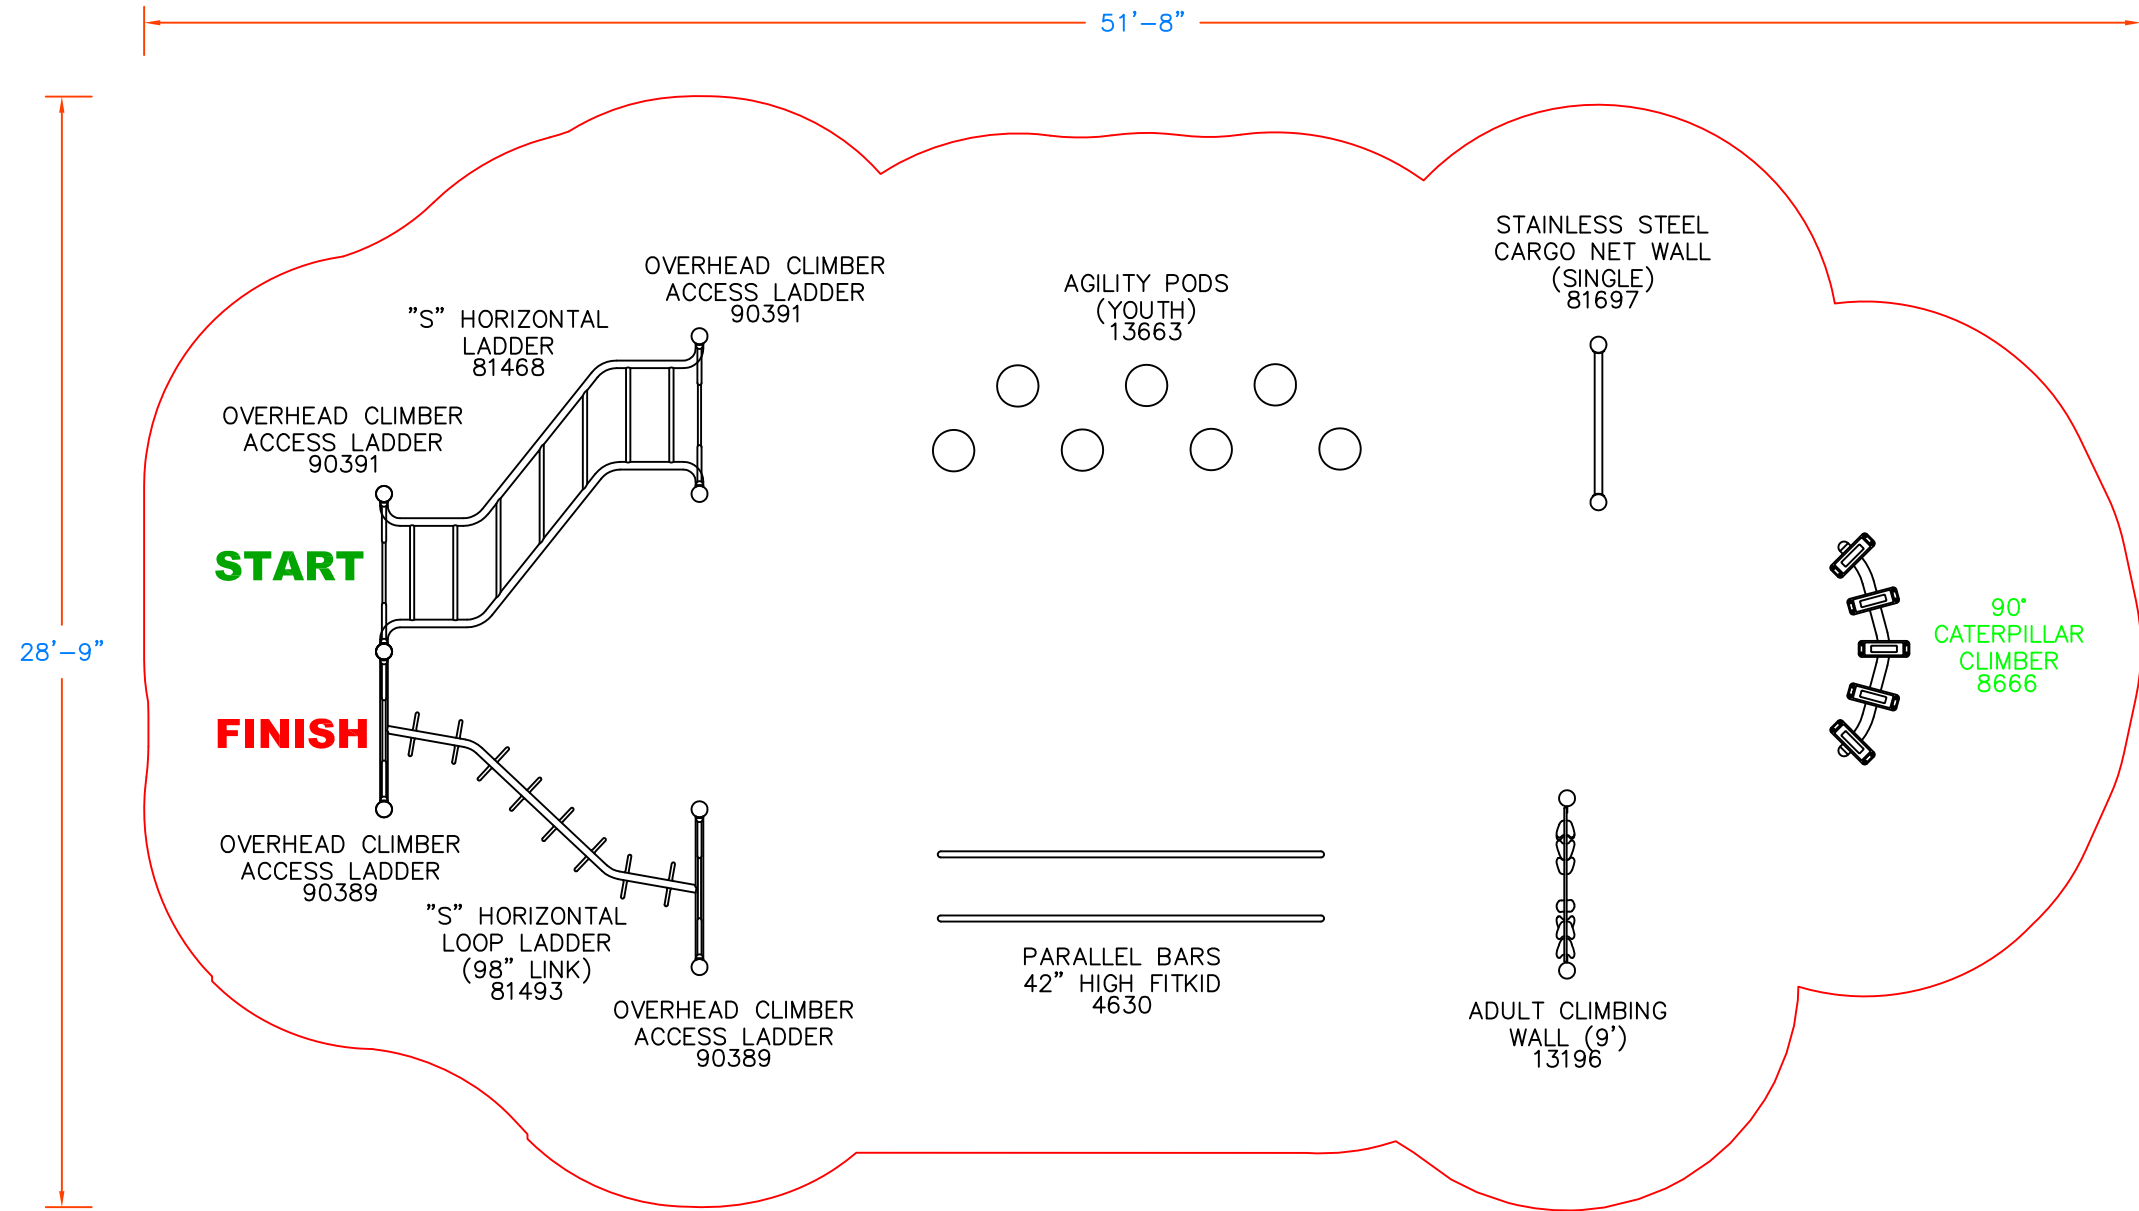 51'-8"
STAINLESS STEEL
CARGO NET WALL
(SINGLE)
81697
OVERHEAD CLIMBER
ACCESS LADDER
90391
AGILITY PODS
(YOUTH)
13663
"S" HORIZONTAL
LADDER
81468
OVERHEAD CLIMBER
ACCESS LADDER
90391
START
90°
CATERPILLAR
CLIMBER
8666
28'-9"
FINISH
OVERHEAD CLIMBER
ACCESS LADDER
90389
"S" HORIZONTAL
LOOP LADDER
(98" LINK)
81493
PARALLEL BARS
42" HIGH FITKID
4630
OVERHEAD CLIMBER
ACCESS LADDER
90389
ADULT CLIMBING
WALL (9')
13196